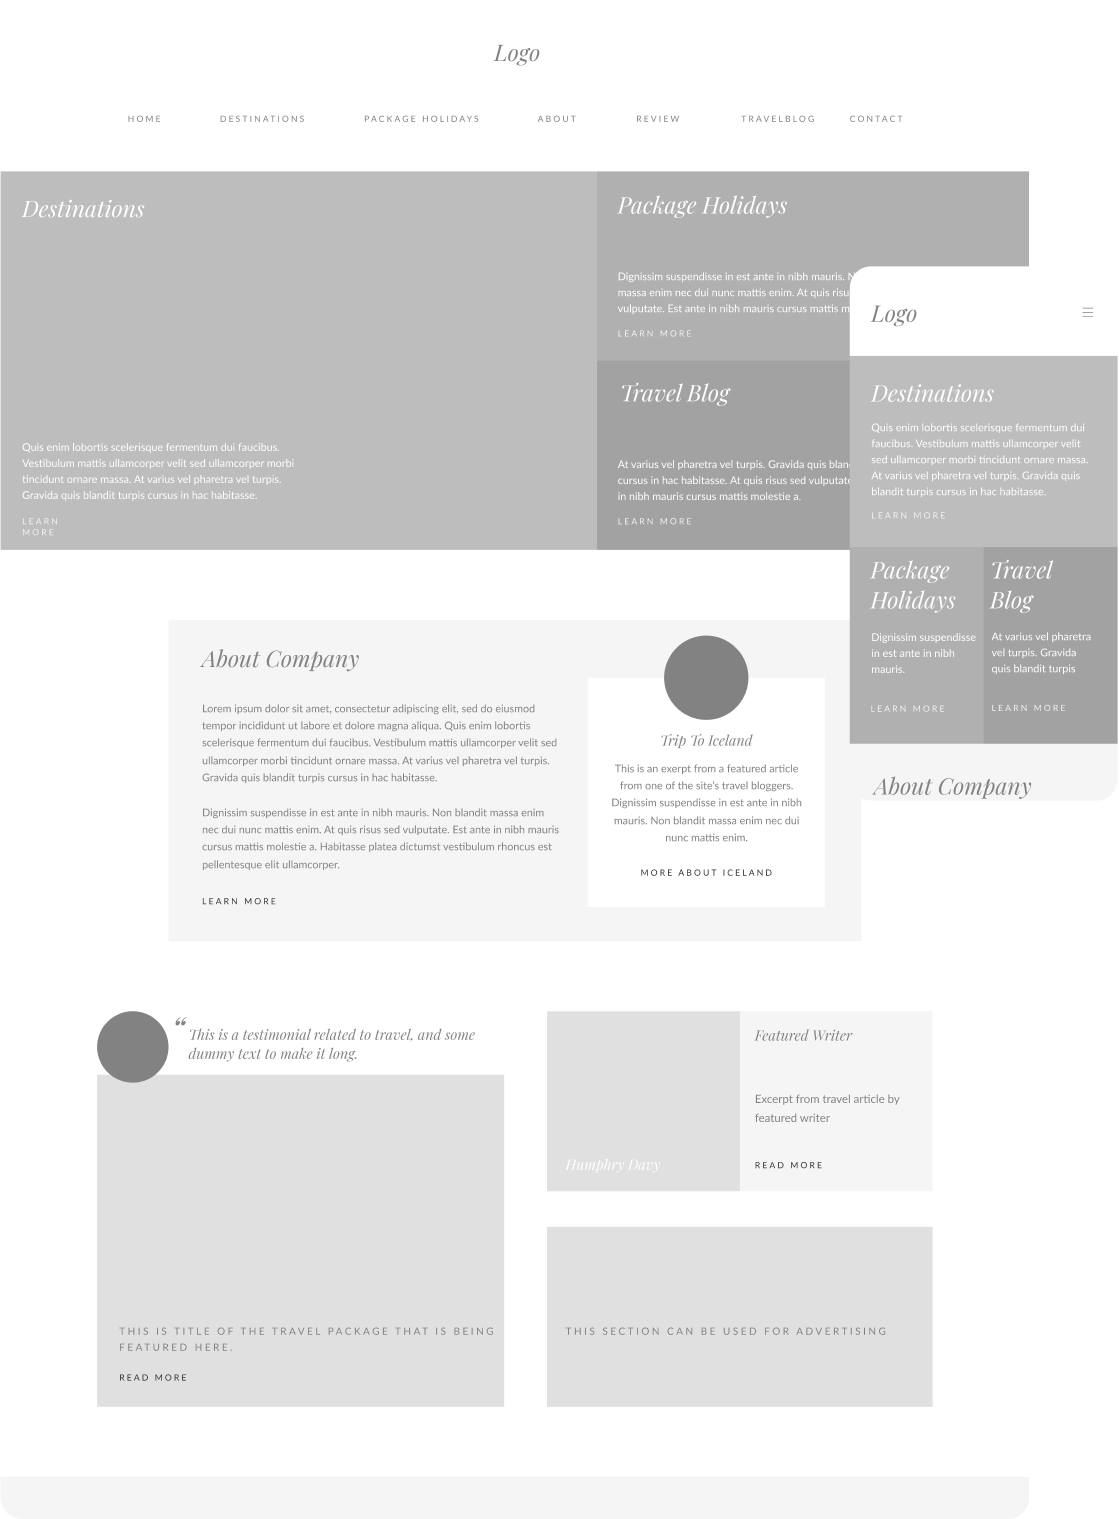 Logo
HOME DESTINATIONS PACKAGE HOLIDAYS ABOUT REVIEW TRAVELBLOG CONTACT
Destinations
Quis enim lobortis scelerisque fermentum dui faucibus.
Vestibulum mattis ullamcorper velit sed ullamcorper morbi
tincidunt ornare massa. At varius vel pharetra vel turpis.
Gravida quis blandit turpis cursus in hac habitasse.
LEARN
MORE
Package Holidays
Dignissim suspendisse in est ante in nibh mauris.
massa enim nec dui nunc mattis enim. At quis risu
vulputate. Est ante in nibh mauris cursus mattis m
LEARN MORE
Travel Blog
At varius vel pharetra vel turpis. Gravida quis blan
cursus in hac habitasse. At quis risus sed vulputate
in nibh mauris cursus mattis molestie a.
LEARN MORE
Logo
Destinations
Quis enim lobortis scelerisque fermentum dui
faucibus. Vestibulum mattis ullamcorper velit
sed ullamcorper morbi tincidunt ornare massa.
At varius vel pharetra vel turpis. Gravida quis
blandit turpis cursus in hac habitasse.
LEARN MORE
Package
Holidays
Dignissim suspendisse
in est ante in nibh
mauris.
LEARN MORE
Travel
Blog
At varius vel pharetra
vel turpis. Gravida
quis blandit turpis
LEARN MORE
About Company
About Company
Lorem ipsum dolor sit amet, consectetur adipiscing elit, sed do eiusmod
tempor incididunt ut labore et dolore magna aliqua. Quis enim lobortis
scelerisque fermentum dui faucibus. Vestibulum mattis ullamcorper velit sed
ullamcorper morbi tincidunt ornare massa. At varius vel pharetra vel turpis.
Gravida quis blandit turpis cursus in hac habitasse.
Dignissim suspendisse in est ante in nibh mauris. Non blandit massa enim
nec dui nunc mattis enim. At quis risus sed vulputate. Est ante in nibh mauris
cursus mattis molestie a. Habitasse platea dictumst vestibulum rhoncus est
pellentesque elit ullamcorper.
LEARN MORE
Trip To Iceland
This is an exerpt from a featured article
from one of the site's travel bloggers.
Dignissim suspendisse in est ante in nibh
mauris. Non blandit massa enim nec dui
nunc mattis enim.
MORE ABOUT ICELAND
“ This is a testimonial related to travel, and some
dummy text to make it long.
THIS IS TITLE OF THE TRAVEL PACKAGE THAT IS BEING
FEATURED HERE.
READ MORE
Humphry Davy
Featured Writer
Excerpt from travel article by
featured writer
READ MORE
THIS SECTION CAN BE USED FOR ADVERTISING